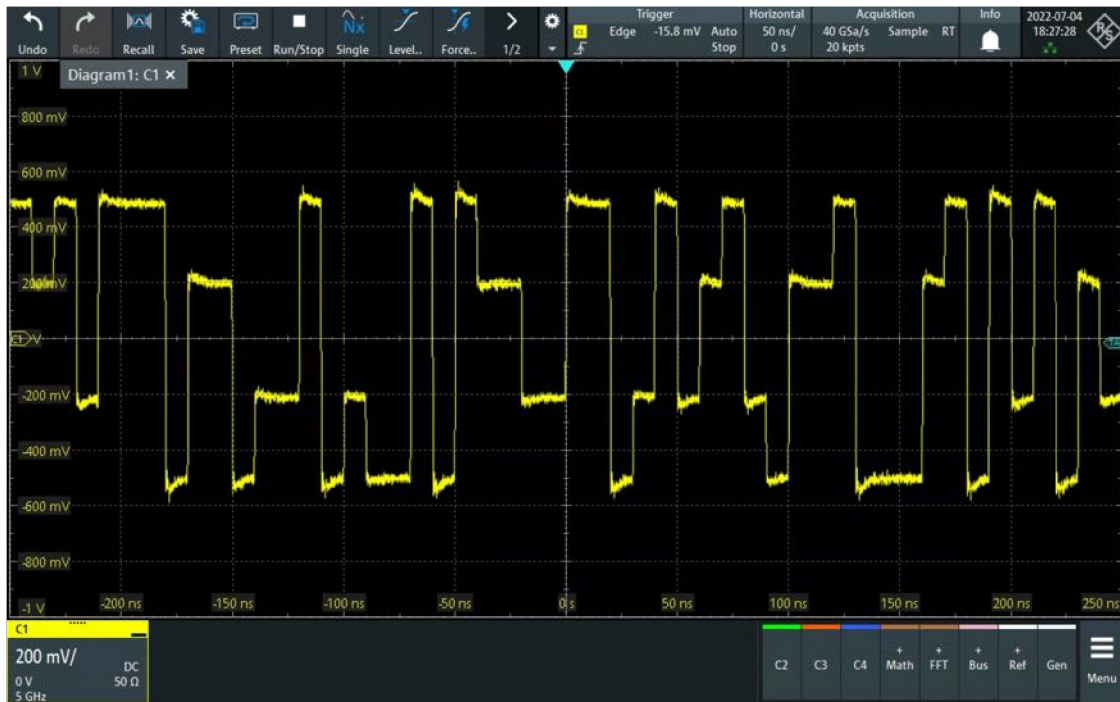 Undo Redo Recall Save Preset Run/Stop Nx Single Level.. Force.. 1/2
Trigger
C1 Edge -15.8 mV Auto
Stop
Horizontal
50 ns/
0 s
Acquisition
40 GSa/s Sample RT
20 kpts
Info
2022-07-04
18:27:28
R&S
Diagram1: C1 ×
1 V
800 mV
600 mV
400 mV
200 mV
C1 V
TA
-200 mV
-400 mV
-600 mV
-800 mV
-1 V
-200 ns -150 ns -100 ns -50 ns 0 s 50 ns 100 ns 150 ns 200 ns 250 ns
C1
200 mV/
DC
0 V
50 Ω
5 GHz
C2 C3 C4 + Math + FFT + Bus + Ref Gen Menu